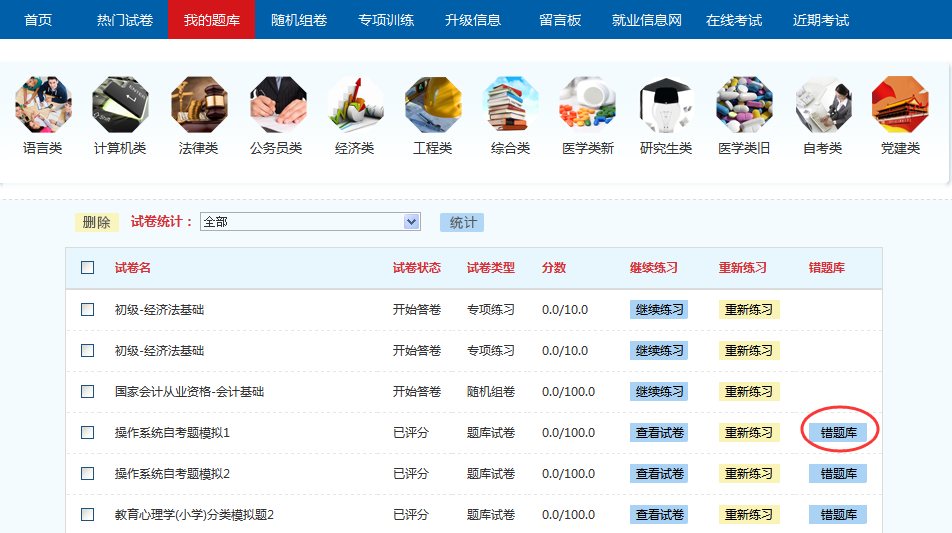 首页 热门试卷 我的题库 随机组卷 专项训练 升级信息 留言板 就业信息网 在线考试 近期考试
语言类 计算机类 法律类 公务员类 经济类 工程类 综合类 医学类新 研究生类 医学类旧 自考类 党建类
删除 试卷统计： 全部 统计
试卷名 试卷状态 试卷类型 分数 继续练习 重新练习 错题库
初级-经济法基础 开始答卷 专项练习 0.0/10.0 继续练习 重新练习
初级-经济法基础 开始答卷 专项练习 0.0/10.0 继续练习 重新练习
国家会计从业资格-会计基础 开始答卷 随机组卷 0.0/100.0 继续练习 重新练习
操作系统自考题模拟1 已评分 题库试卷 0.0/100.0 查看试卷 重新练习 错题库
操作系统自考题模拟2 已评分 题库试卷 0.0/100.0 查看试卷 重新练习 错题库
教育心理学(小学)分类模拟题2 已评分 题库试卷 0.0/100.0 查看试卷 重新练习 错题库